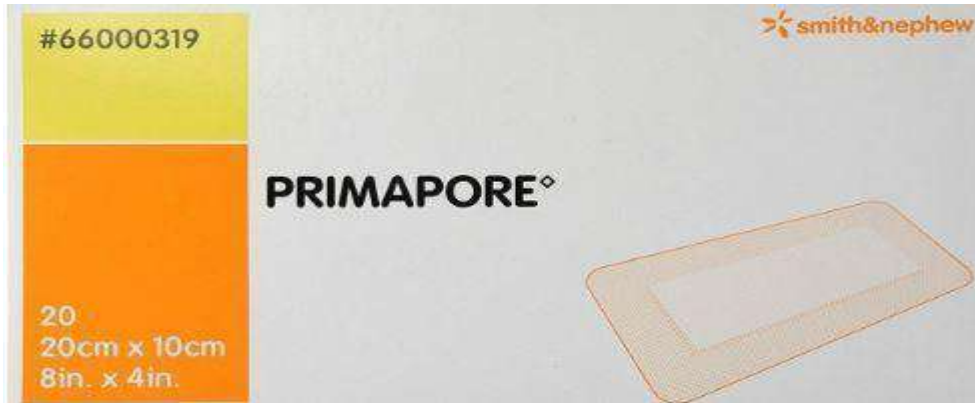 #66000319
smith&nephew
PRIMAPORE◇
20
20cm x 10cm
8in. x 4in.